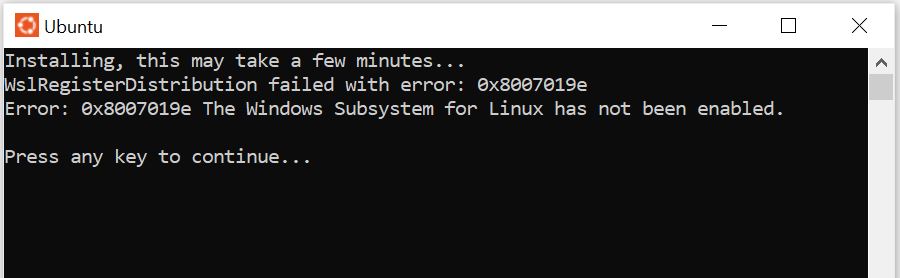 Ubuntu
Installing, this may take a few minutes...
WslRegisterDistribution failed with error: 0x8007019e
Error: 0x8007019e The Windows Subsystem for Linux has not been enabled.
Press any key to continue...